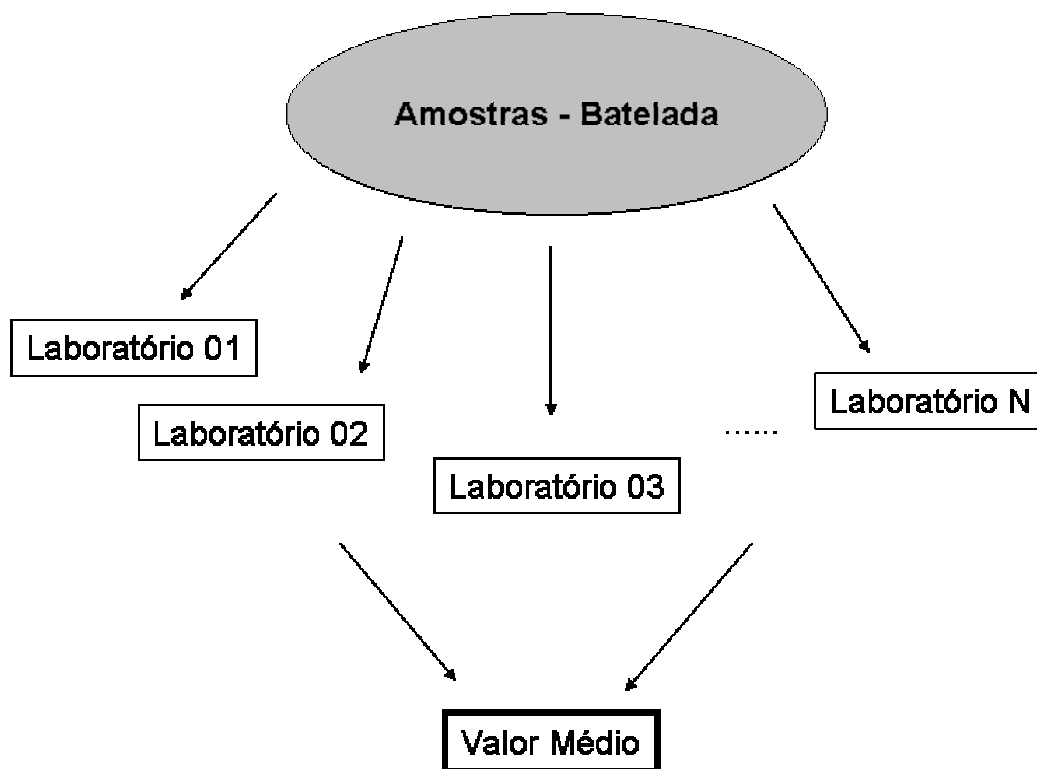 Amostras - Batelada
Laboratório 01
Laboratório 02
Laboratório 03
......
Laboratório N
Valor Médio